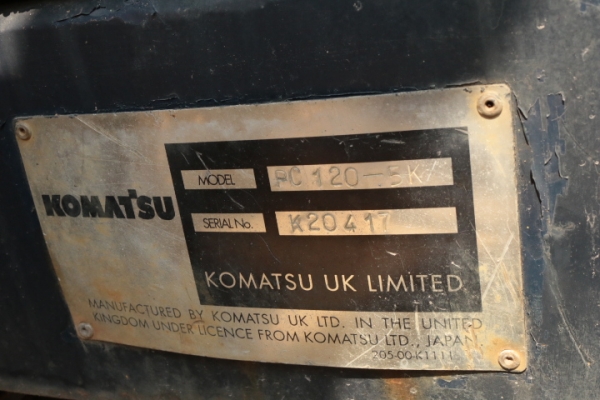 KOMATSU
MODEL PC120-5K
SERIAL No. K20417
KOMATSU UK LIMITED
MANUFACTURED BY KOMATSU UK LTD. IN THE UNITED
KINGDOM UNDER LICENCE FROM KOMATSU LTD., JAPAN.